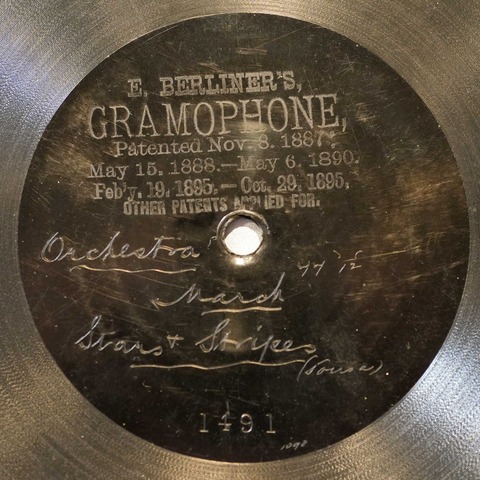 E. BERLINER'S,
GRAMOPHONE,
Patented Nov. 8. 1887.
May 15. 1888.—May 6. 1890.
Feb'y. 19. 1895.—Oct. 29. 1895.
OTHER PATENTS APPLIED FOR.
Orchestra
March
Stars + Stripes
(Sousa)
1491